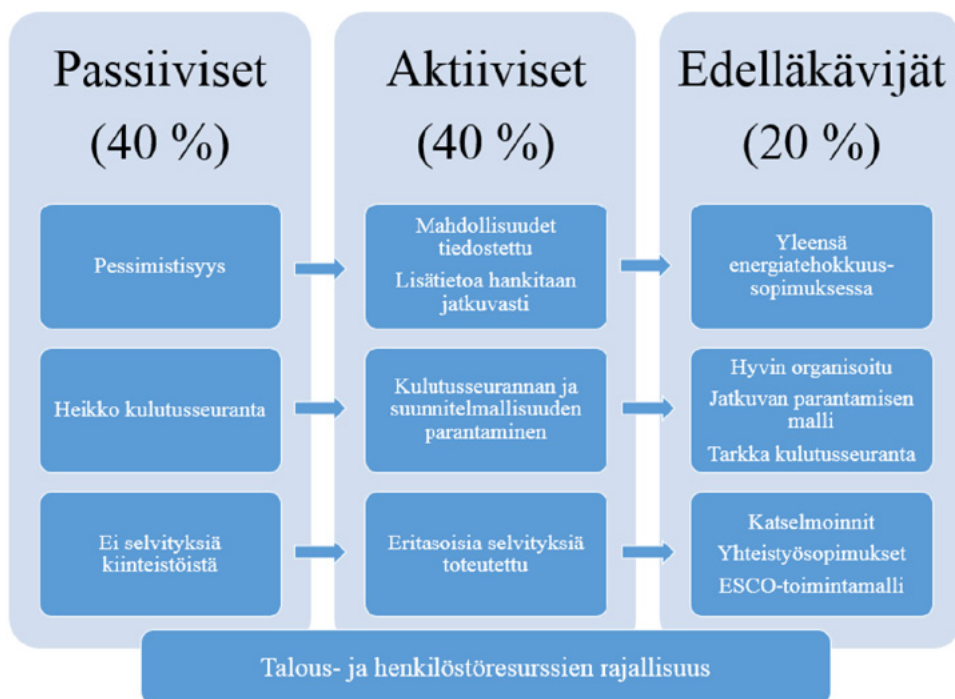 Passiiviset
(40 %)
Pessimistisyys
Heikko kulutusseuranta
Ei selvityksiä
kiinteistöistä
Aktiiviset
(40 %)
Mahdollisuudet
tiedostettu
Lisätietoa hankitaan
jatkuvasti
Kulutusseurannan ja
suunnitelmallisuuden
parantaminen
Eritasoisia selvityksiä
toteutettu
Edelläkävijät
(20 %)
Yleensä
energiatehokkuus-
sopimuksessa
Hyvin organisoitu
Jatkuvan parantamisen
malli
Tarkka kulutusseuranta
Katselmoinnit
Yhteistyösopimukset
ESCO-toimintamalli
Talous- ja henkilöstöresurssien rajallisuus